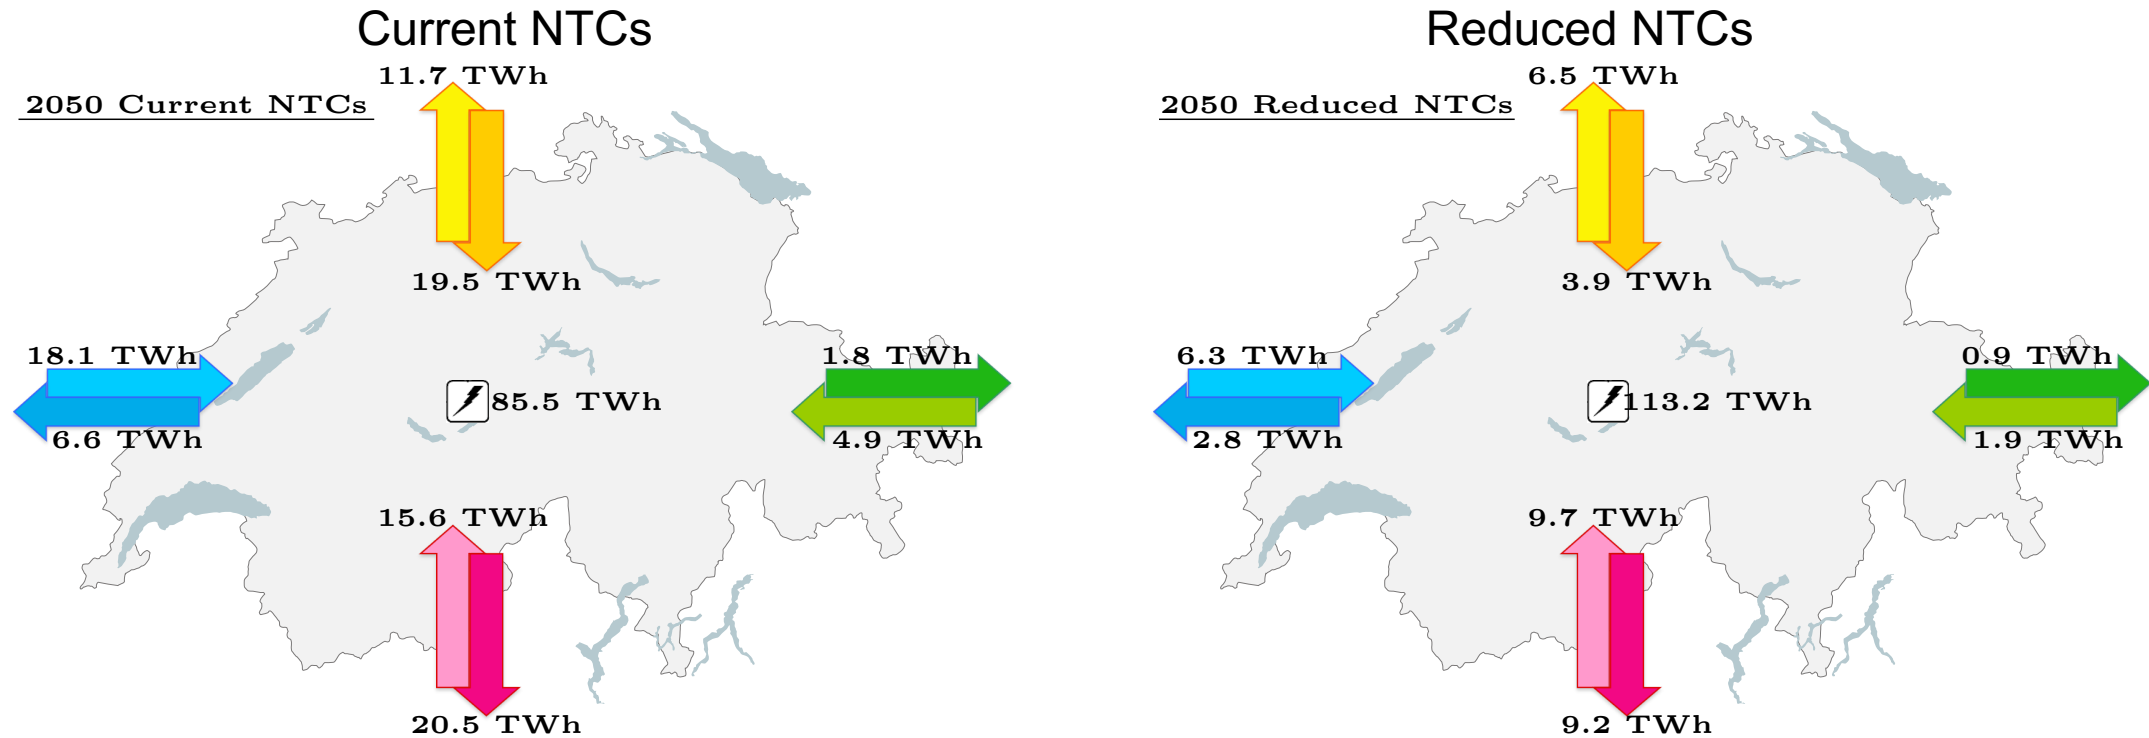 Current NTCs
11.7 TWh
2050 Current NTCs
19.5 TWh
18.1 TWh
1.8 TWh
85.5 TWh
6.6 TWh
4.9 TWh
15.6 TWh
20.5 TWh
Reduced NTCs
6.5 TWh
2050 Reduced NTCs
3.9 TWh
6.3 TWh
0.9 TWh
113.2 TWh
2.8 TWh
1.9 TWh
9.7 TWh
9.2 TWh